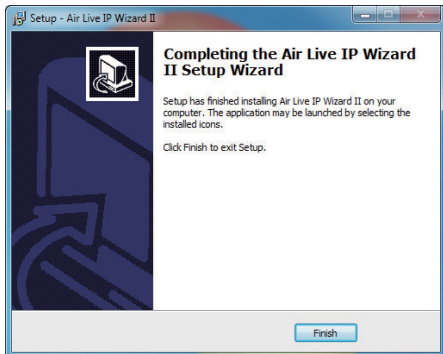 Setup - Air Live IP Wizard II
Completing the Air Live IP Wizard
II Setup Wizard
Setup has finished installing Air Live IP Wizard II on your
computer. The application may be launched by selecting the
installed icons.
Click Finish to exit Setup.
Finish